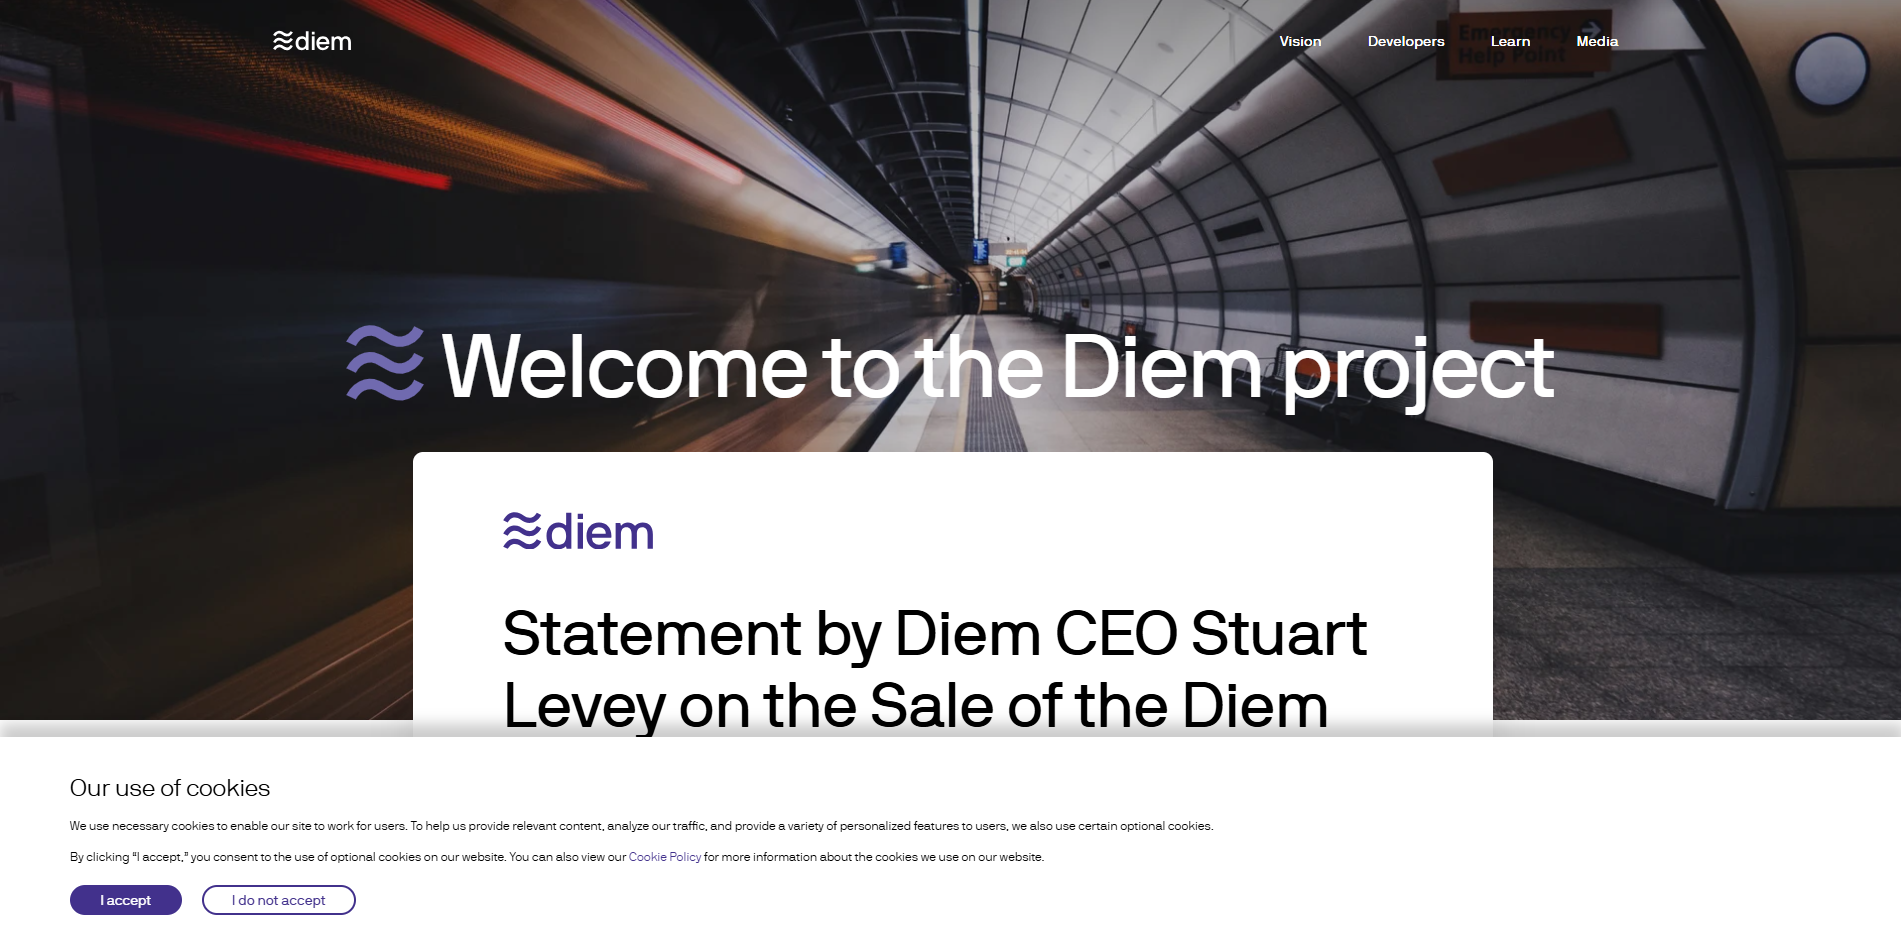 diem
Vision Developers Learn Media
Emergency
Help Point
Welcome to the Diem project
diem
Statement by Diem CEO Stuart
Levey on the Sale of the Diem
Our use of cookies
We use necessary cookies to enable our site to work for users. To help us provide relevant content, analyze our traffic, and provide a variety of personalized features to users, we also use certain optional cookies.
By clicking “I accept,” you consent to the use of optional cookies on our website. You can also view our Cookie Policy for more information about the cookies we use on our website.
I accept
I do not accept